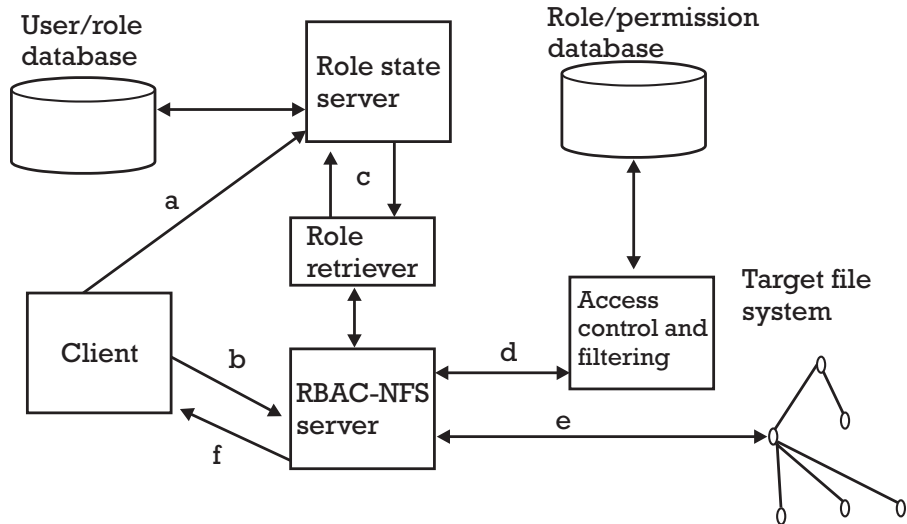 User/role
database
Role state
server
Role/permission
database
a
c
Role
retriever
Client
b
f
RBAC-NFS
server
d
Access
control and
filtering
Target file
system
e